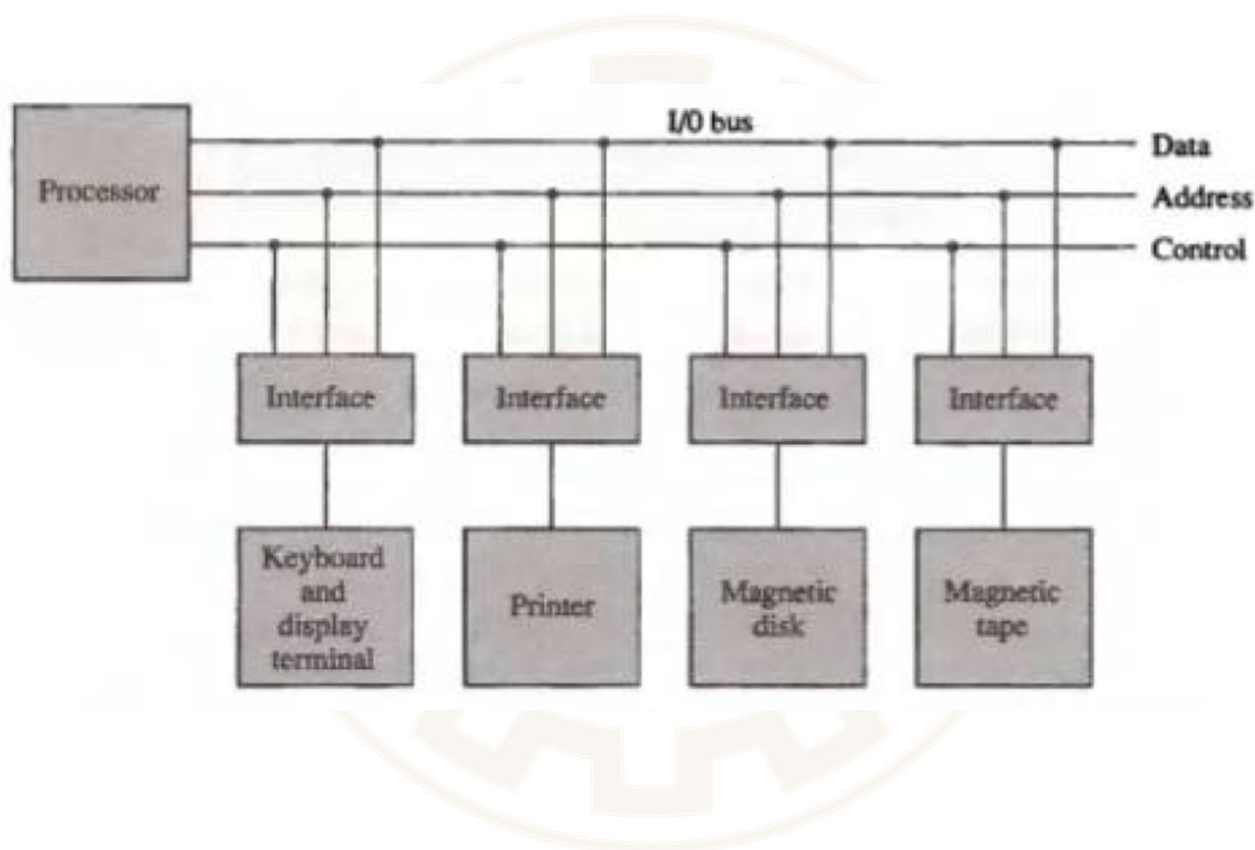 I/0 bus
Data
Processor
Address
Control
Interface
Interface
Interface
Interface
Keyboard
and
display
terminal
Printer
Magnetic
disk
Magnetic
tape